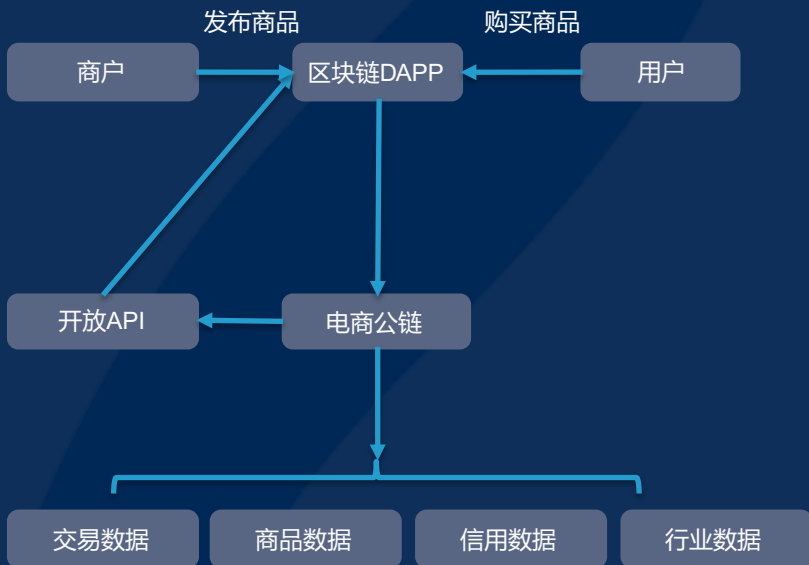 发布商品
购买商品
商户
区块链DAPP
用户
开放API
电商公链
交易数据
商品数据
信用数据
行业数据